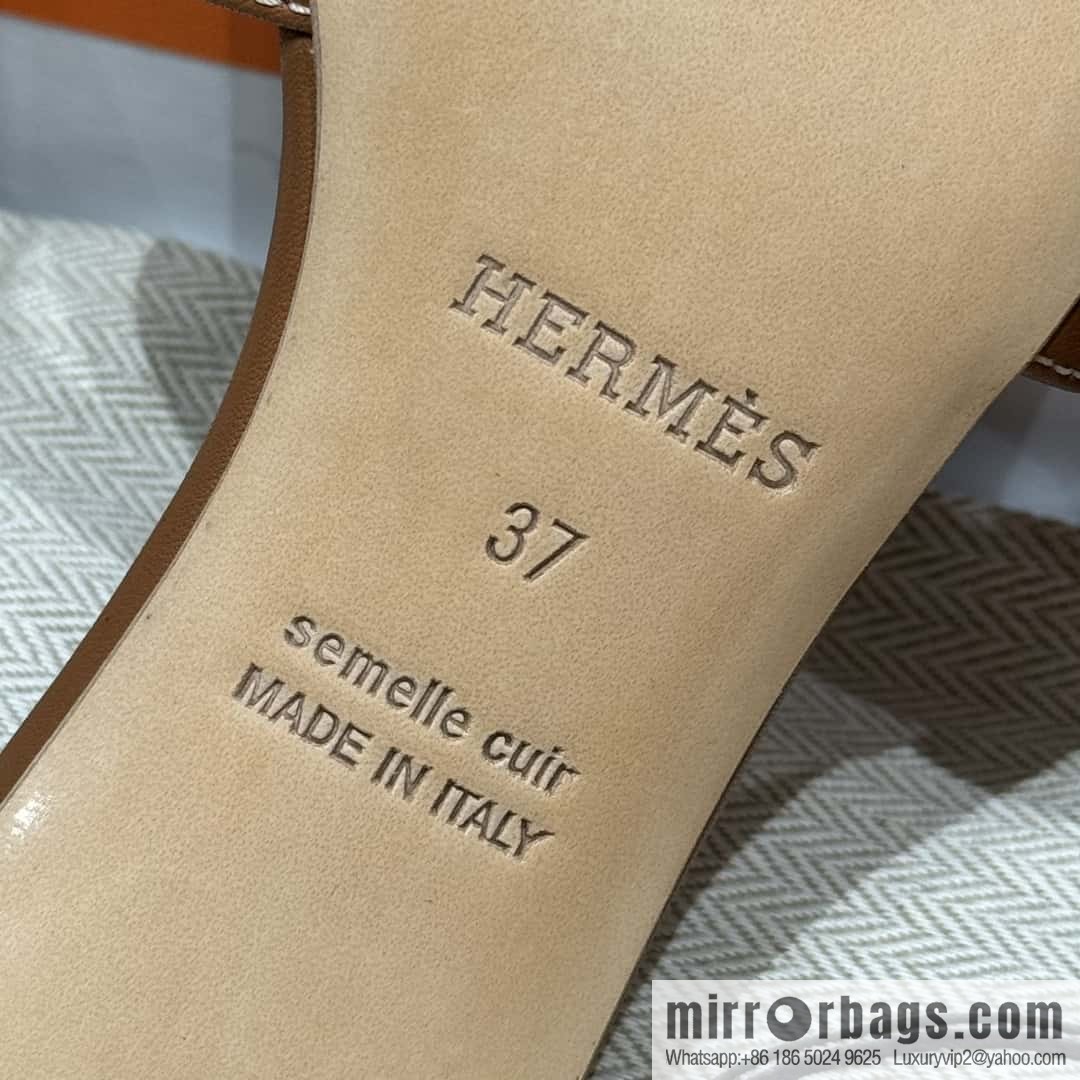 HERMÈS
37
semelle cuir
MADE IN ITALY
mirrorbags.com
Whatsapp:+86 186 5024 9625 Luxuryvip2@yahoo.com